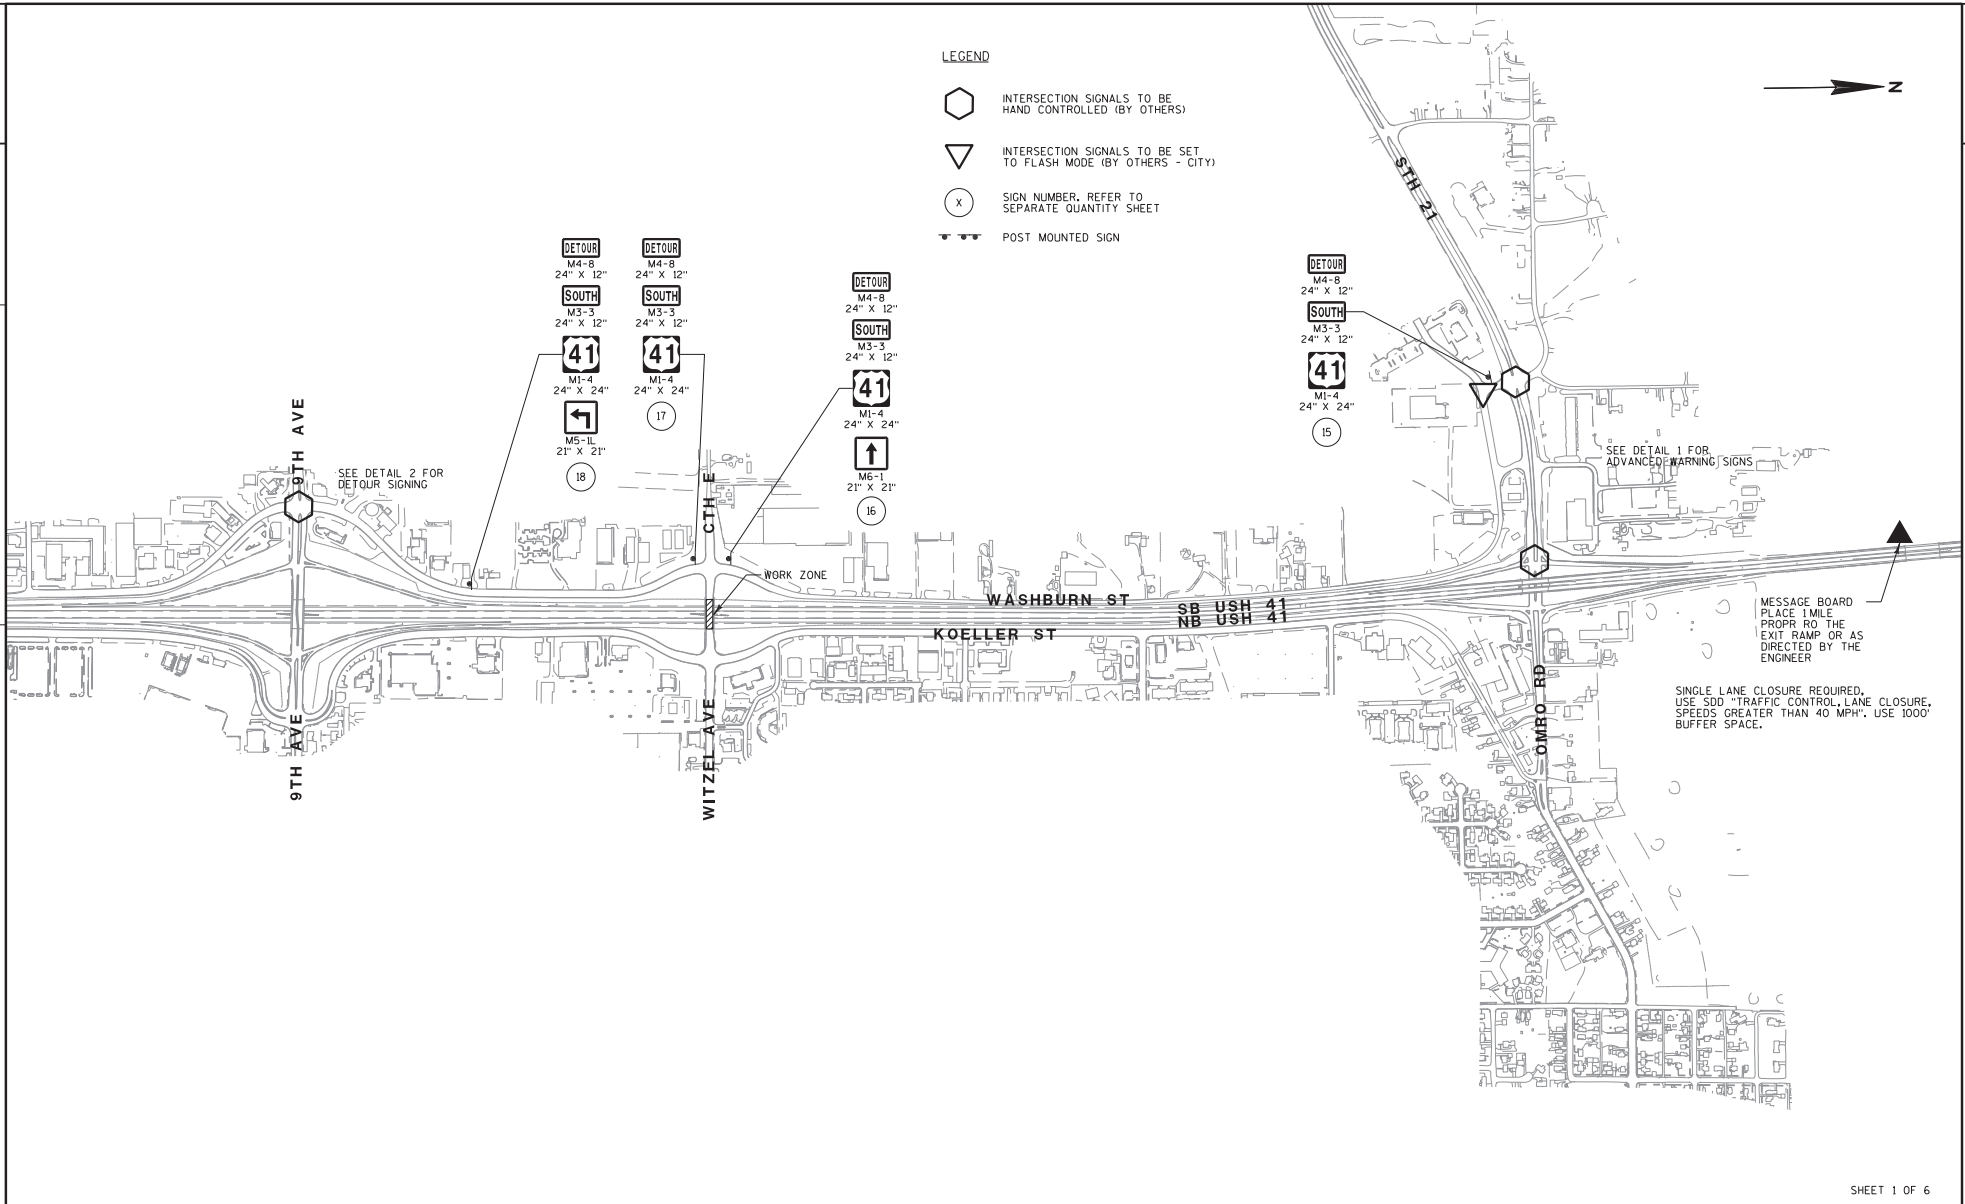 LEGEND
INTERSECTION SIGNALS TO BE
HAND CONTROLLED (BY OTHERS)
INTERSECTION SIGNALS TO BE SET
TO FLASH MODE (BY OTHERS - CITY)
X
SIGN NUMBER. REFER TO
SEPARATE QUANTITY SHEET
POST MOUNTED SIGN
N
STH 21
DETOUR
M4-8
24" X 12"
SOUTH
M3-3
24" X 12"
41
M1-4
24" X 24"
M5-1L
21" X 21"
18
DETOUR
M4-8
24" X 12"
SOUTH
M3-3
24" X 12"
41
M1-4
24" X 24"
17
DETOUR
M4-8
24" X 12"
SOUTH
M3-3
24" X 12"
41
M1-4
24" X 24"
M6-1
21" X 21"
16
DETOUR
M4-8
24" X 12"
SOUTH
M3-3
24" X 12"
41
M1-4
24" X 24"
15
9TH AVE
SEE DETAIL 2 FOR
DETOUR SIGNING
CTH E
SEE DETAIL 1 FOR
ADVANCED WARNING SIGNS
WORK ZONE
WASHBURN ST
SB USH 41
NB USH 41
KOELLER ST
MESSAGE BOARD
PLACE 1 MILE
PROPR RO THE
EXIT RAMP OR AS
DIRECTED BY THE
ENGINEER
9TH AVE
WITZEL AVE
OMRO RD
SINGLE LANE CLOSURE REQUIRED,
USE SDD "TRAFFIC CONTROL, LANE CLOSURE,
SPEEDS GREATER THAN 40 MPH". USE 1000'
BUFFER SPACE.
SHEET 1 OF 6